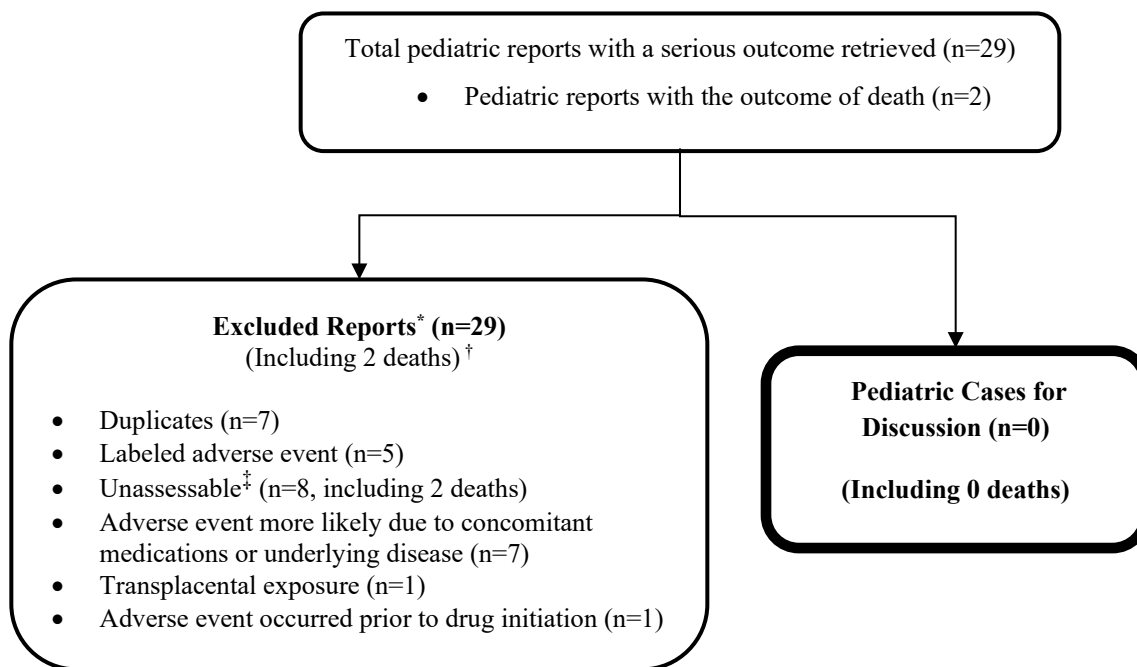 Total pediatric reports with a serious outcome retrieved (n=29)
• Pediatric reports with the outcome of death (n=2)
Excluded Reports* (n=29)
(Including 2 deaths) †
• Duplicates (n=7)
• Labeled adverse event (n=5)
• Unassessable‡ (n=8, including 2 deaths)
• Adverse event more likely due to concomitant
medications or underlying disease (n=7)
• Transplacental exposure (n=1)
• Adverse event occurred prior to drug initiation (n=1)
Pediatric Cases for
Discussion (n=0)
(Including 0 deaths)